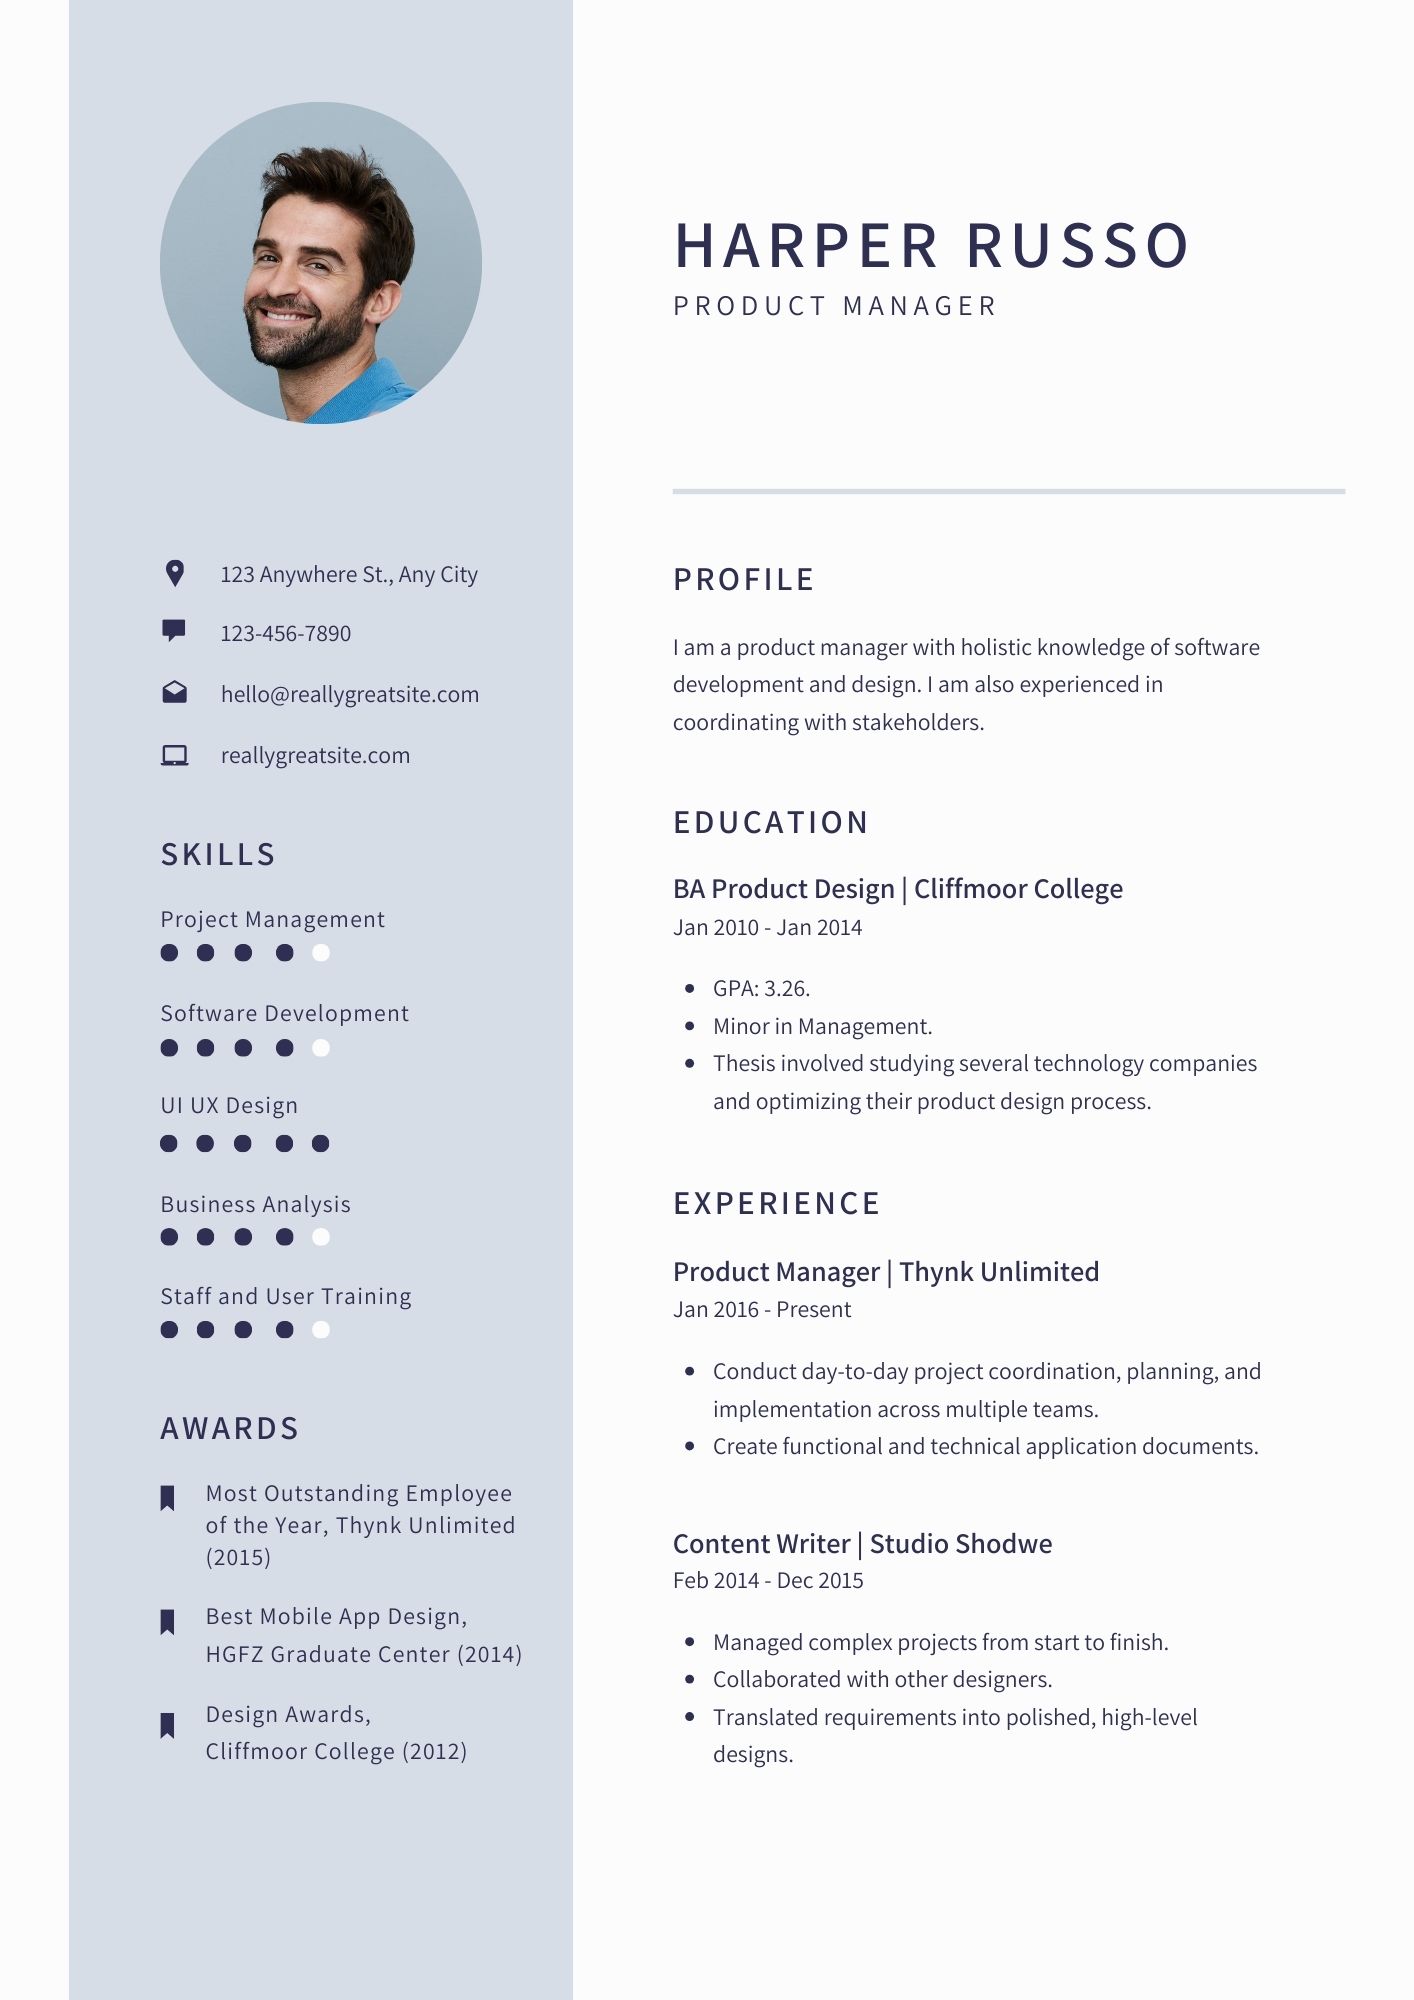 HARPER RUSSO
PRODUCT MANAGER
123 Anywhere St., Any City
123-456-7890
hello@reallygreatsite.com
reallygreatsite.com
SKILLS
Project Management
Software Development
UI UX Design
Business Analysis
Staff and User Training
AWARDS
Most Outstanding Employee
of the Year, Thynk Unlimited
(2015)
Best Mobile App Design,
HGFZ Graduate Center (2014)
Design Awards,
Cliffmoor College (2012)
PROFILE
I am a product manager with holistic knowledge of software
development and design. I am also experienced in
coordinating with stakeholders.
EDUCATION
BA Product Design | Cliffmoor College
Jan 2010 - Jan 2014
• GPA: 3.26.
• Minor in Management.
• Thesis involved studying several technology companies
and optimizing their product design process.
EXPERIENCE
Product Manager | Thynk Unlimited
Jan 2016 - Present
• Conduct day-to-day project coordination, planning, and
implementation across multiple teams.
• Create functional and technical application documents.
Content Writer | Studio Shodwe
Feb 2014 - Dec 2015
• Managed complex projects from start to finish.
• Collaborated with other designers.
• Translated requirements into polished, high-level
designs.